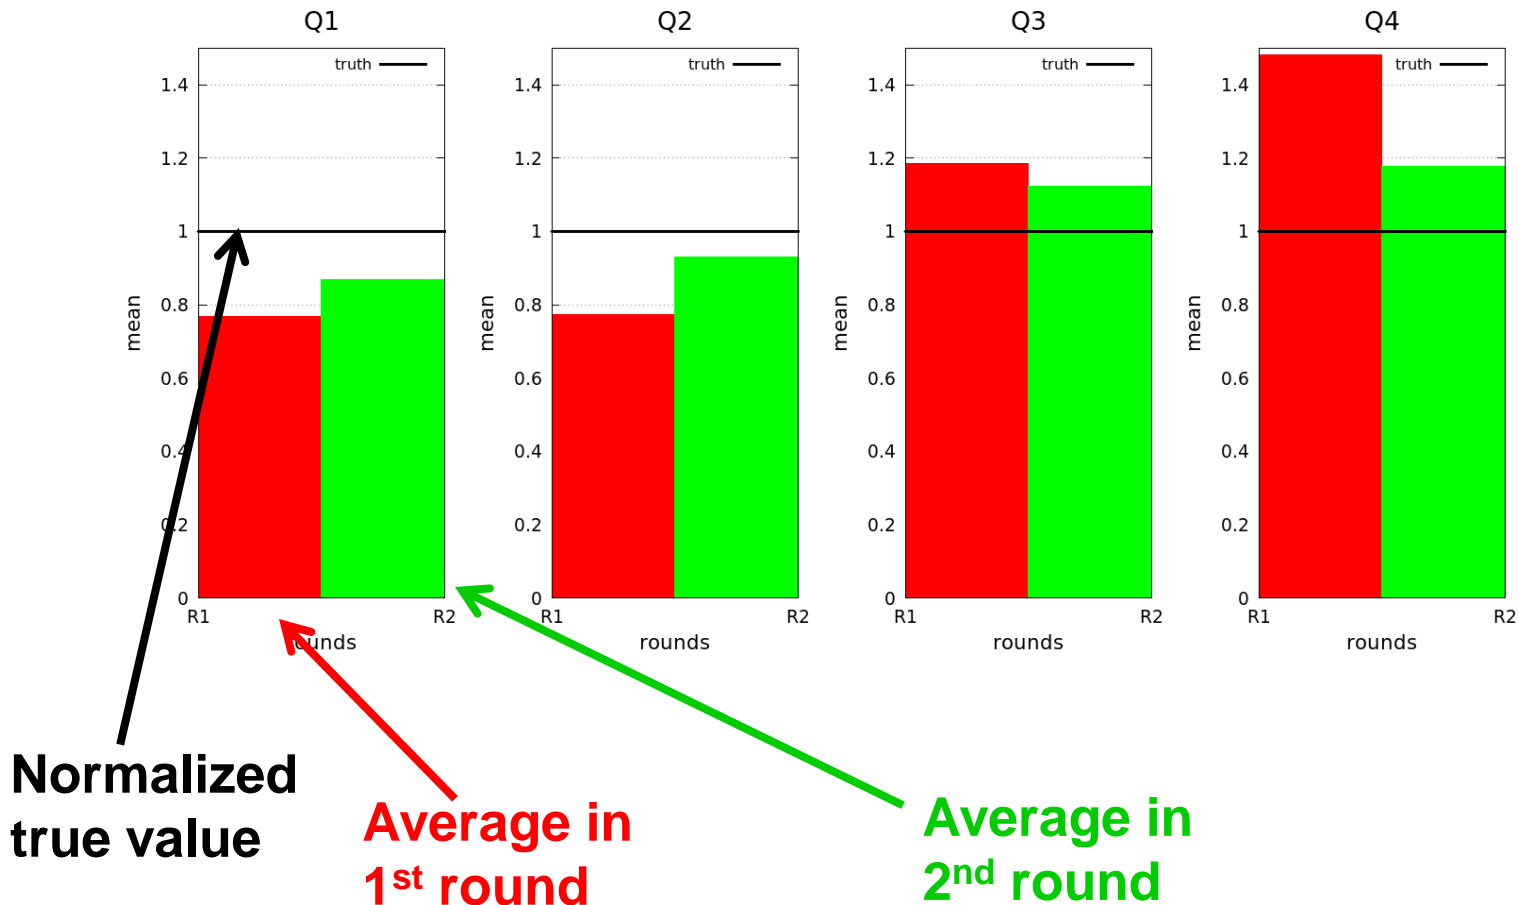 Q1
truth
1.4
1.2
1
0.8
0.6
0.4
0.2
0
mean
R1
R2
rounds
Q2
truth
1.4
1.2
1
0.8
0.6
0.4
0.2
0
mean
R1
R2
rounds
Q3
truth
1.4
1.2
1
0.8
0.6
0.4
0.2
0
mean
R1
R2
rounds
Q4
truth
1.4
1.2
1
0.8
0.6
0.4
0.2
0
mean
R1
R2
rounds
Normalized
true value
Average in
1st round
Average in
2nd round